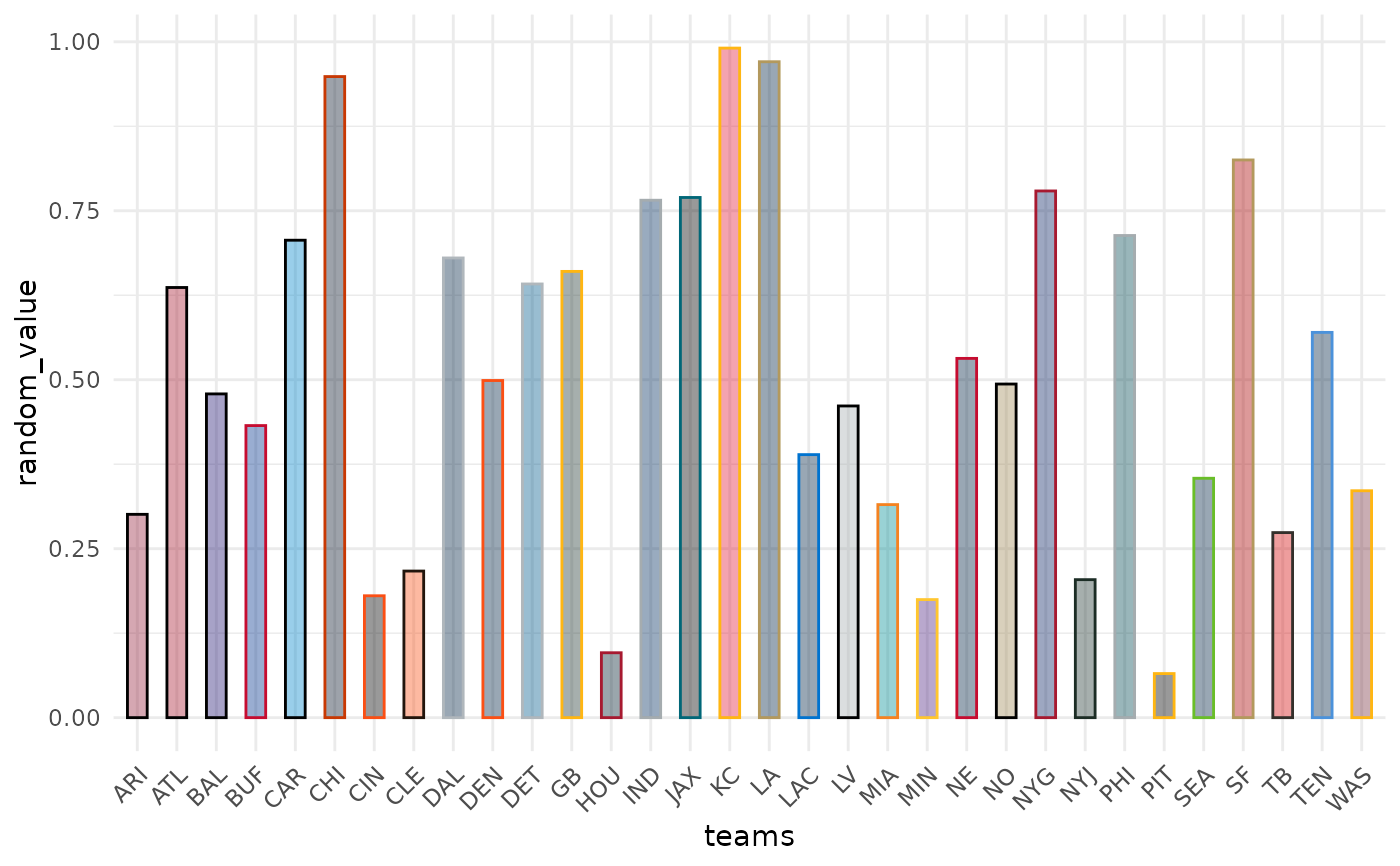 1.00
0.75
0.50
0.25
0.00
random_value
ARI ATL BAL BUF CAR CHI CIN CLE DAL DEN DET GB HOU IND JAX KC LA LAC LV MIA MIN NE NO NYG NYJ PHI PIT SEA SF TB TEN WAS
teams